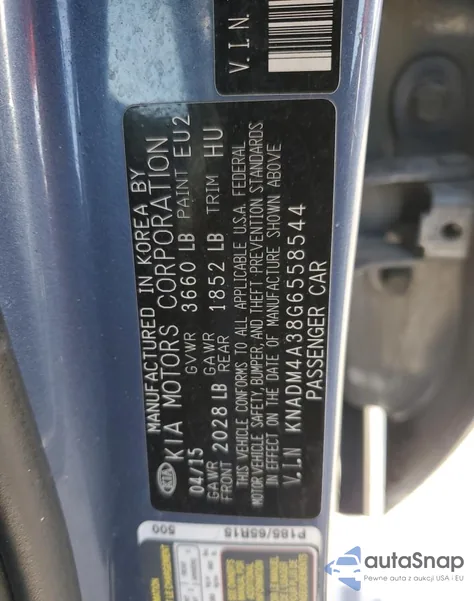 V.I.N.
MANUFACTURED IN KOREA BY
KIA MOTORS CORPORATION
KIA
04/15 GVWR 3660 LB PAINT EU2
GAWR FRONT 2028 LB GAWR REAR 1852 LB TRIM HU
THIS VEHICLE CONFORMS TO ALL APPLICABLE U.S.A. FEDERAL
MOTOR VEHICLE SAFETY, BUMPER, AND THEFT-PREVENTION STANDARDS
IN EFFECT ON THE DATE OF MANUFACTURE SHOWN ABOVE
V.I.N KNADM4A38G6558544
PASSENGER CAR
P185/65R15
500
autoSnap
Pewne auta z aukcji USA i EU